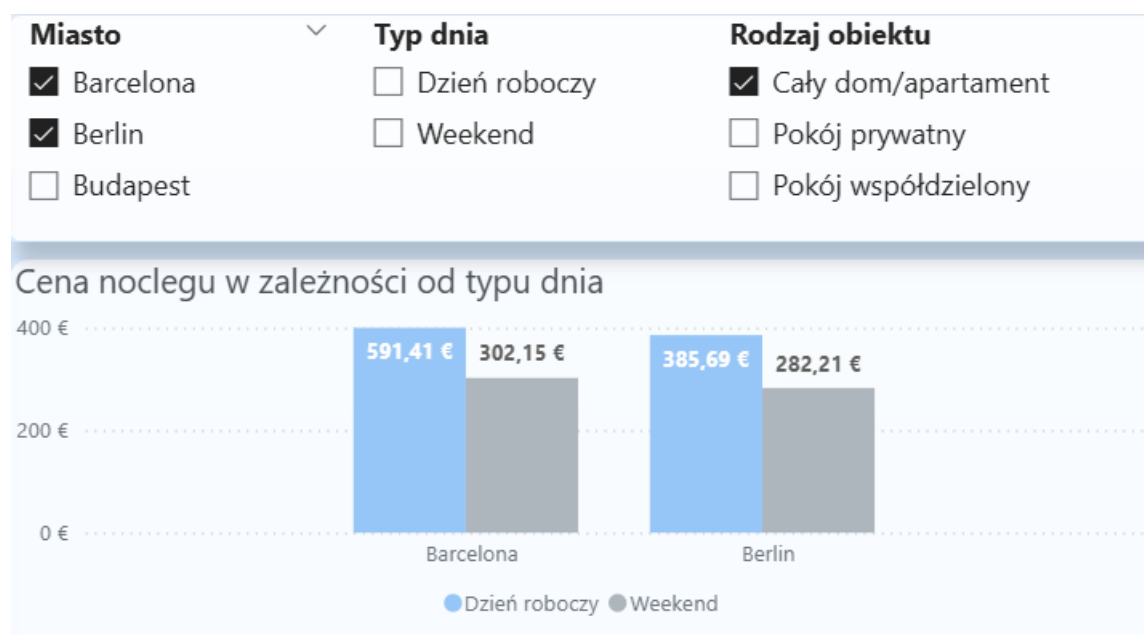 Miasto
Barcelona
Berlin
Budapest
Typ dnia
Dzień roboczy
Weekend
Rodzaj obiektu
Cały dom/apartament
Pokój prywatny
Pokój współdzielony
Cena noclegu w zależności od typu dnia
400 €
200 €
0 €
591,41 €
302,15 €
385,69 €
282,21 €
Barcelona
Berlin
Dzień roboczy
Weekend